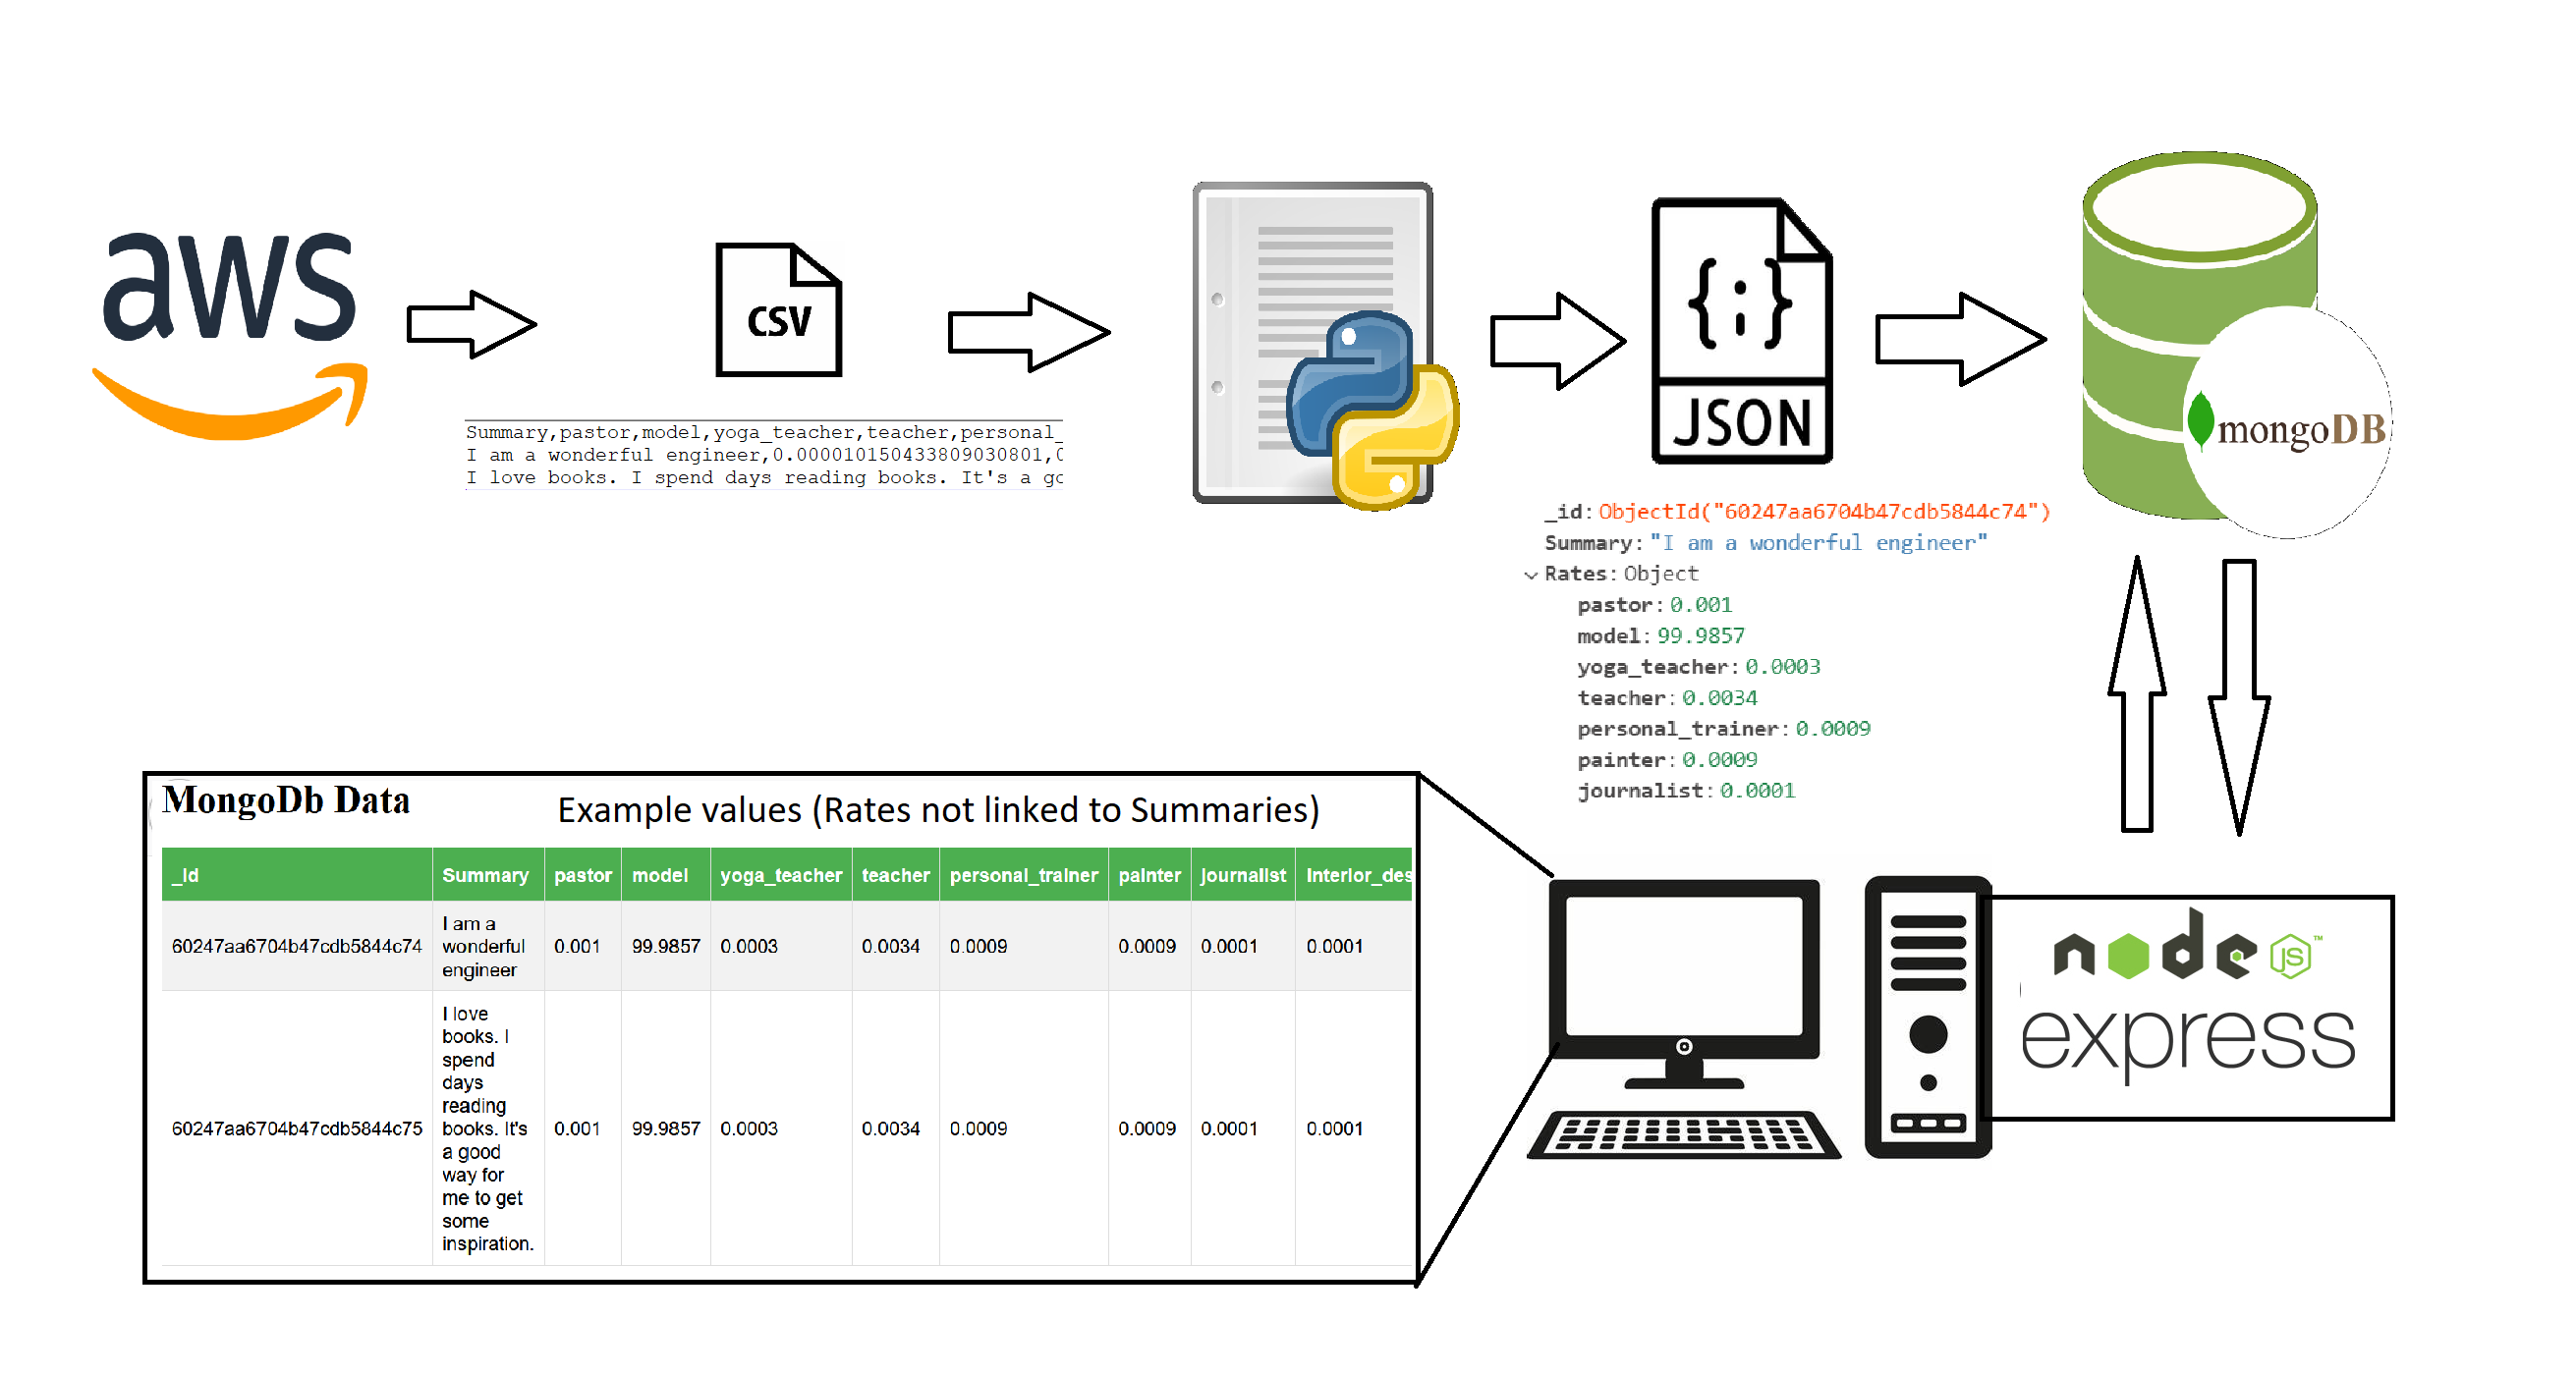 aws
CSV
Summary,pastor,model,yoga_teacher,teacher,personal_
I am a wonderful engineer,0.000010150433809030801,0
I love books. I spend days reading books. It's a go
{;}
JSON
mongoDB
_id: ObjectId("60247aa6704b47cdb5844c74")
Summary: "I am a wonderful engineer"
Rates: Object
pastor: 0.001
model: 99.9857
yoga_teacher: 0.0003
teacher: 0.0034
personal_trainer: 0.0009
painter: 0.0009
journalist: 0.0001
MongoDb Data
Example values (Rates not linked to Summaries)
_id Summary pastor model yoga_teacher teacher personal_trainer painter journalist interior_des
60247aa6704b47cdb5844c74 I am a wonderful engineer 0.001 99.9857 0.0003 0.0034 0.0009 0.0009 0.0001 0.0001
60247aa6704b47cdb5844c75 I love books. I spend days reading books. It's a good way for me to get some inspiration. 0.001 99.9857 0.0003 0.0034 0.0009 0.0009 0.0001 0.0001
node JS ™
express